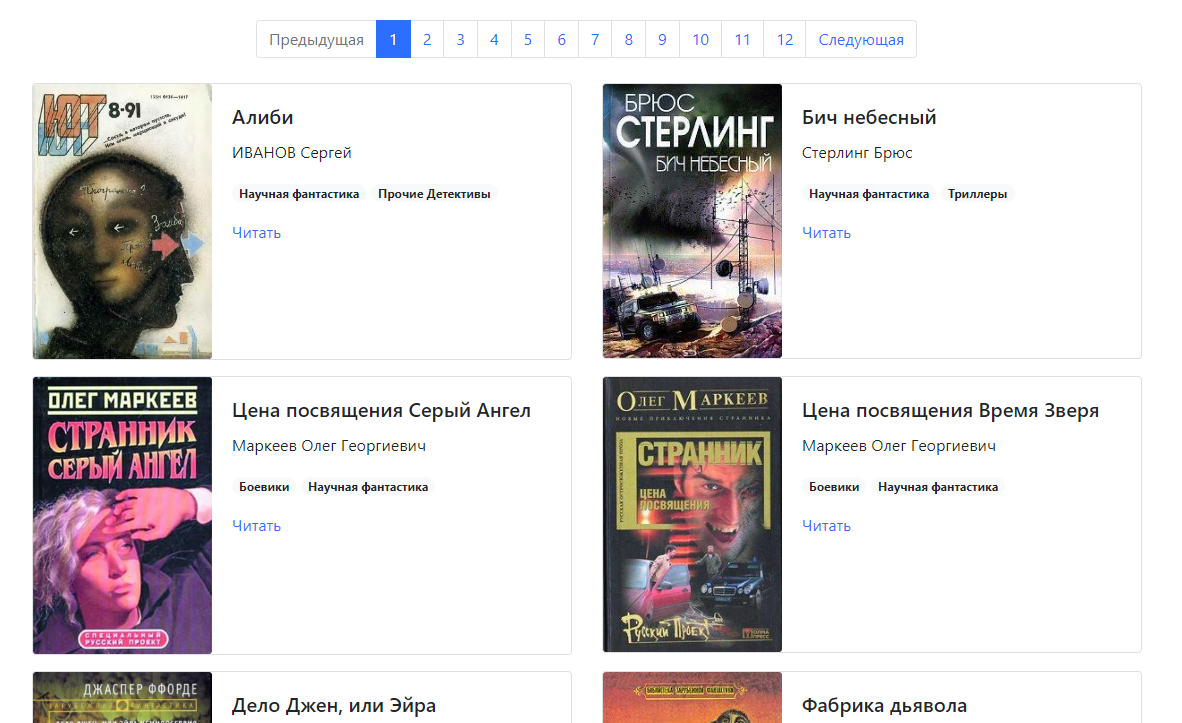 Предыдущая 1 2 3 4 5 6 7 8 9 10 11 12 Следующая
ЮТ 8-91
Алиби
ИВАНОВ Сергей
Научная фантастика Прочие Детективы
Читать
БРЮС
СТЕРЛИНГ
БИЧ НЕБЕСНЫЙ
Бич небесный
Стерлинг Брюс
Научная фантастика Триллеры
Читать
ОЛЕГ МАРКЕЕВ
СТРАННИК
СЕРЫЙ АНГЕЛ
СПЕЦИАЛЬНЫЙ
РУССКИЙ ПРОЕКТ
Цена посвящения Серый Ангел
Маркеев Олег Георгиевич
Боевики Научная фантастика
Читать
ОЛЕГ МАРКЕЕВ
НОВЫЕ ПРИКЛЮЧЕНИЯ СТРАННИКА
СТРАННИК
ЦЕНА
ПОСВЯЩЕНИЯ
Русский Проект
Цена посвящения Время Зверя
Маркеев Олег Георгиевич
Боевики Научная фантастика
Читать
ДЖАСПЕР ФФОРДЕ
Дело Джен, или Эйра
БИБЛИОТЕКА ЗАРУБЕЖНОЙ ФАНТАСТИКИ
Фабрика дьявола